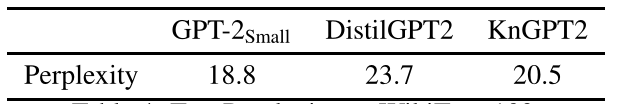 GPT-2Small DistilGPT2 KnGPT2
Perplexity 18.8 23.7 20.5